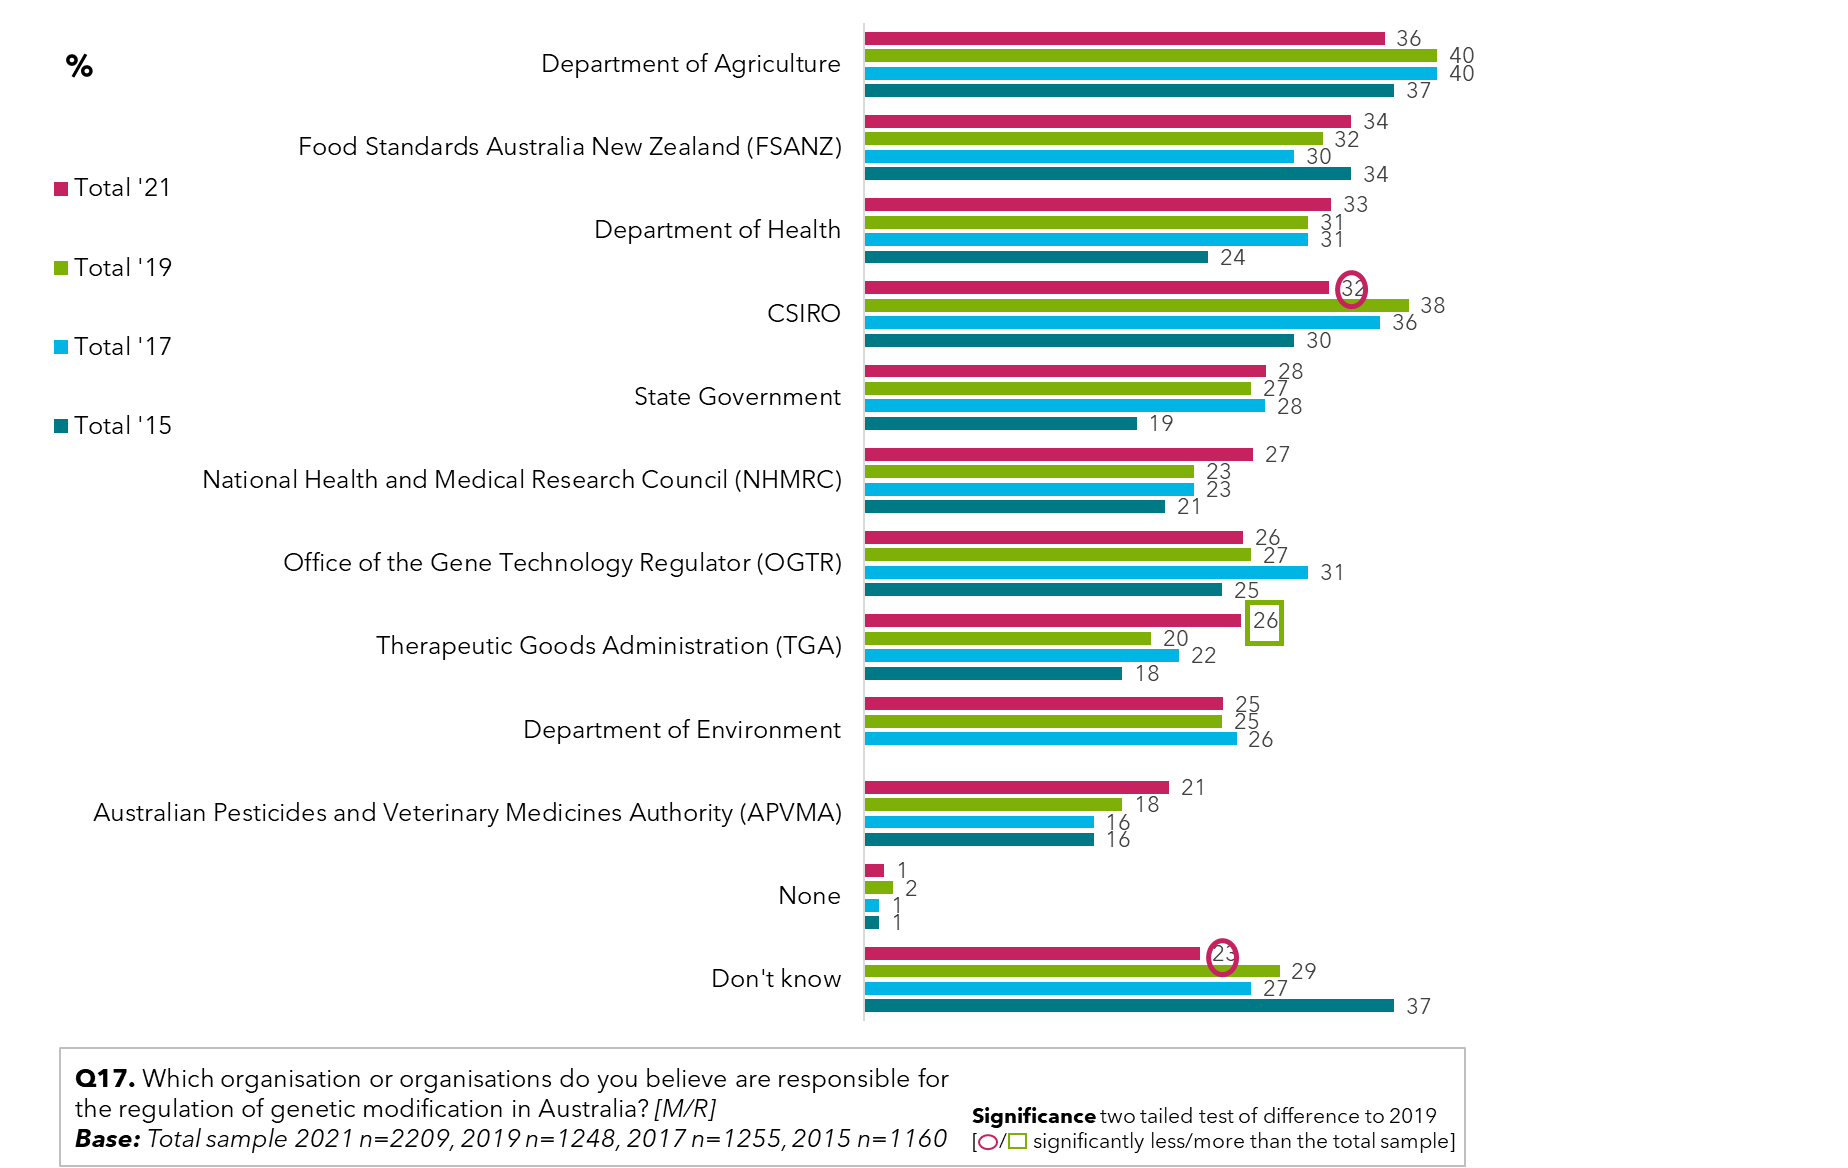 %
Total '21
Total '19
Total '17
Total '15
Department of Agriculture
36
40
40
37
Food Standards Australia New Zealand (FSANZ)
34
32
30
34
Department of Health
33
31
31
24
CSIRO
32
38
36
30
State Government
28
27
28
19
National Health and Medical Research Council (NHMRC)
27
23
23
21
Office of the Gene Technology Regulator (OGTR)
26
27
31
25
Therapeutic Goods Administration (TGA)
26
20
22
18
Department of Environment
25
25
26
Australian Pesticides and Veterinary Medicines Authority (APVMA)
21
18
16
16
None
1
2
1
1
Don't know
23
29
27
37
Q17. Which organisation or organisations do you believe are responsible for
the regulation of genetic modification in Australia? [M/R]
Base: Total sample 2021 n=2209, 2019 n=1248, 2017 n=1255, 2015 n=1160
Significance two tailed test of difference to 2019
[○/□ significantly less/more than the total sample]